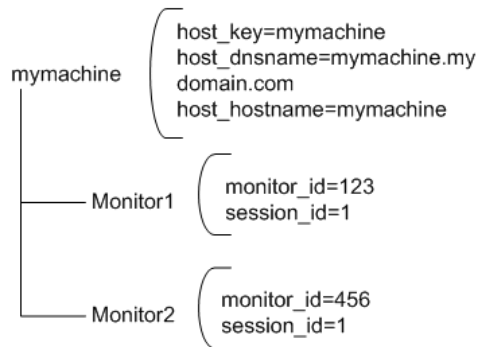 host_key=mymachine
host_dnsname=mymachine.my
domain.com
host_hostname=mymachine
mymachine
Monitor1
monitor_id=123
session_id=1
Monitor2
monitor_id=456
session_id=1